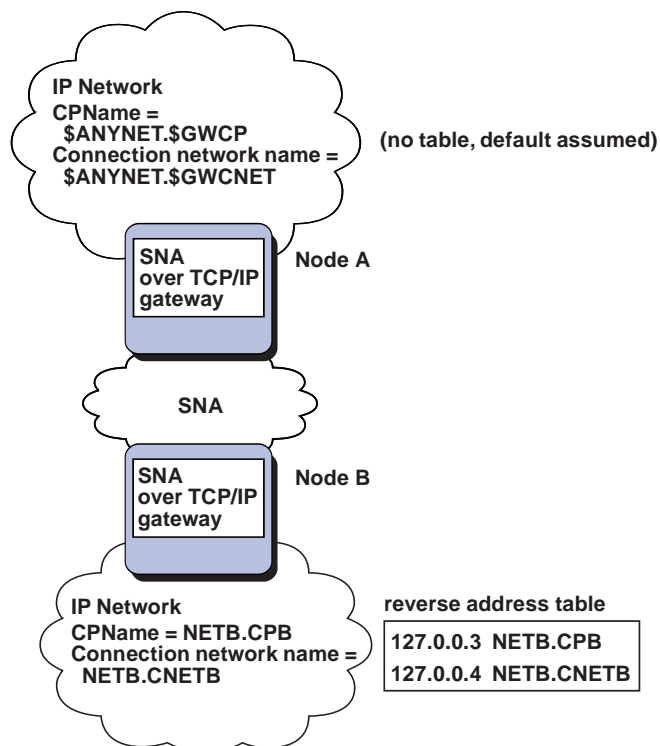 IP Network
CPName =
$ANYNET.$GWCP
Connection network name =
$ANYNET.$GWCNET
(no table, default assumed)
SNA
over TCP/IP
gateway
Node A
SNA
SNA
over TCP/IP
gateway
Node B
IP Network
CPName = NETB.CPB
Connection network name =
NETB.CNETB
reverse address table
127.0.0.3 NETB.CPB
127.0.0.4 NETB.CNETB